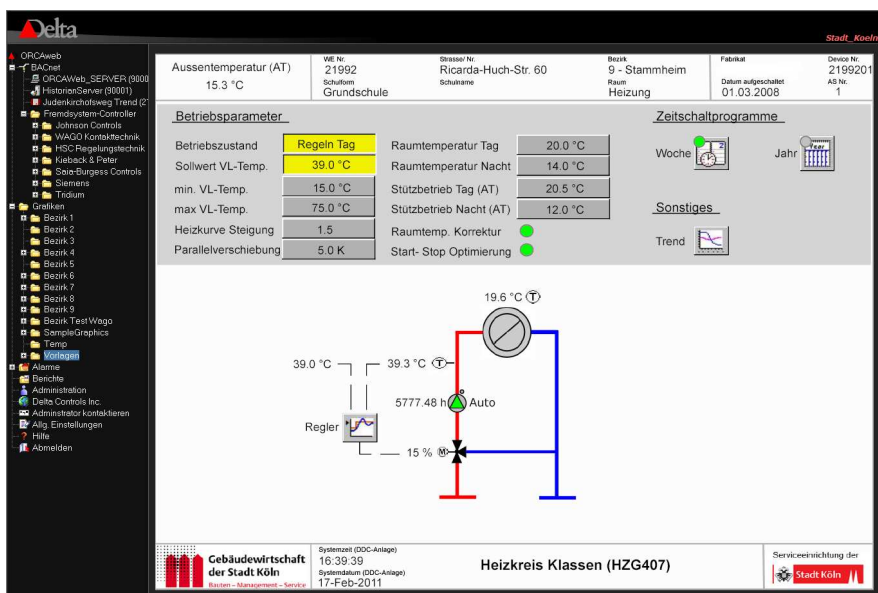 Delta
Stadt_Koeln
ORCAweb
BACnet
ORCAWeb_SERVER (9000
HistorianServer (90001)
Judenkirchofsweg Trend (2
Fremdsystem-Controller
Johnson Controls
WAGO Kontakttechnik
HSC Regelungstechnik
Kieback & Peter
Saia-Burgess Controls
Siemens
Tridium
Grafiken
Bezirk 1
Bezirk 2
Bezirk 3
Bezirk 4
Bezirk 5
Bezirk 6
Bezirk 7
Bezirk 8
Bezirk 9
Bezirk Test Wago
SampleGraphics
Temp
Vorlagen
Alarme
Berichte
Administration
Delta Controls Inc.
Adminstrator kontaktieren
Allg. Einstellungen
Hilfe
Abmelden
Aussentemperatur (AT)
15.3 °C
WE Nr.
21992
Schulform
Grundschule
Strasse/ Nr.
Ricarda-Huch-Str. 60
Schulname
Bezirk
9 - Stammheim
Raum
Heizung
Fabrikat
Datum aufgeschaltet
01.03.2008
Device Nr.
2199201
AS Nr.
1
Betriebsparameter
Betriebszustand Regeln Tag
Sollwert VL-Temp. 39.0 °C
min. VL-Temp. 15.0 °C
max VL-Temp. 75.0 °C
Heizkurve Steigung 1.5
Parallelverschiebung 5.0 K
Raumtemperatur Tag 20.0 °C
Raumtemperatur Nacht 14.0 °C
Stützbetrieb Tag (AT) 20.5 °C
Stützbetrieb Nacht (AT) 12.0 °C
Raumtemp. Korrektur
Start- Stop Optimierung
Zeitschaltprogramme
Woche
Jahr
Year
Sonstiges
Trend
19.6 °C T
39.0 °C
39.3 °C T
5777.48 h Auto
Regler
15 % M
Gebäudewirtschaft
der Stadt Köln
Bauten – Management – Service
Systemzeit (DDC-Anlage)
16:39:39
Systemdatum (DDC-Anlage)
17-Feb-2011
Heizkreis Klassen (HZG407)
Serviceeinrichtung der
Stadt Köln